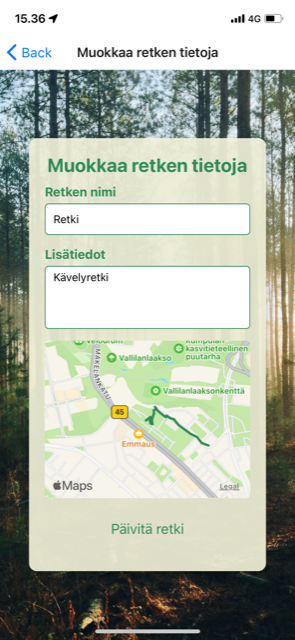 15.36
4G
Back
Muokkaa retken tietoja
Muokkaa retken tietoja
Retken nimi
Retki
Lisätiedot
Kävelyretki
Velodrom
Kumpulan
kasvitieteellinen
puutarha
Vallilanlaakso
MÄKELÄNKATU
Vallilanlaaksonkenttä
45
Emmaus
Maps
Legal
Päivitä retki